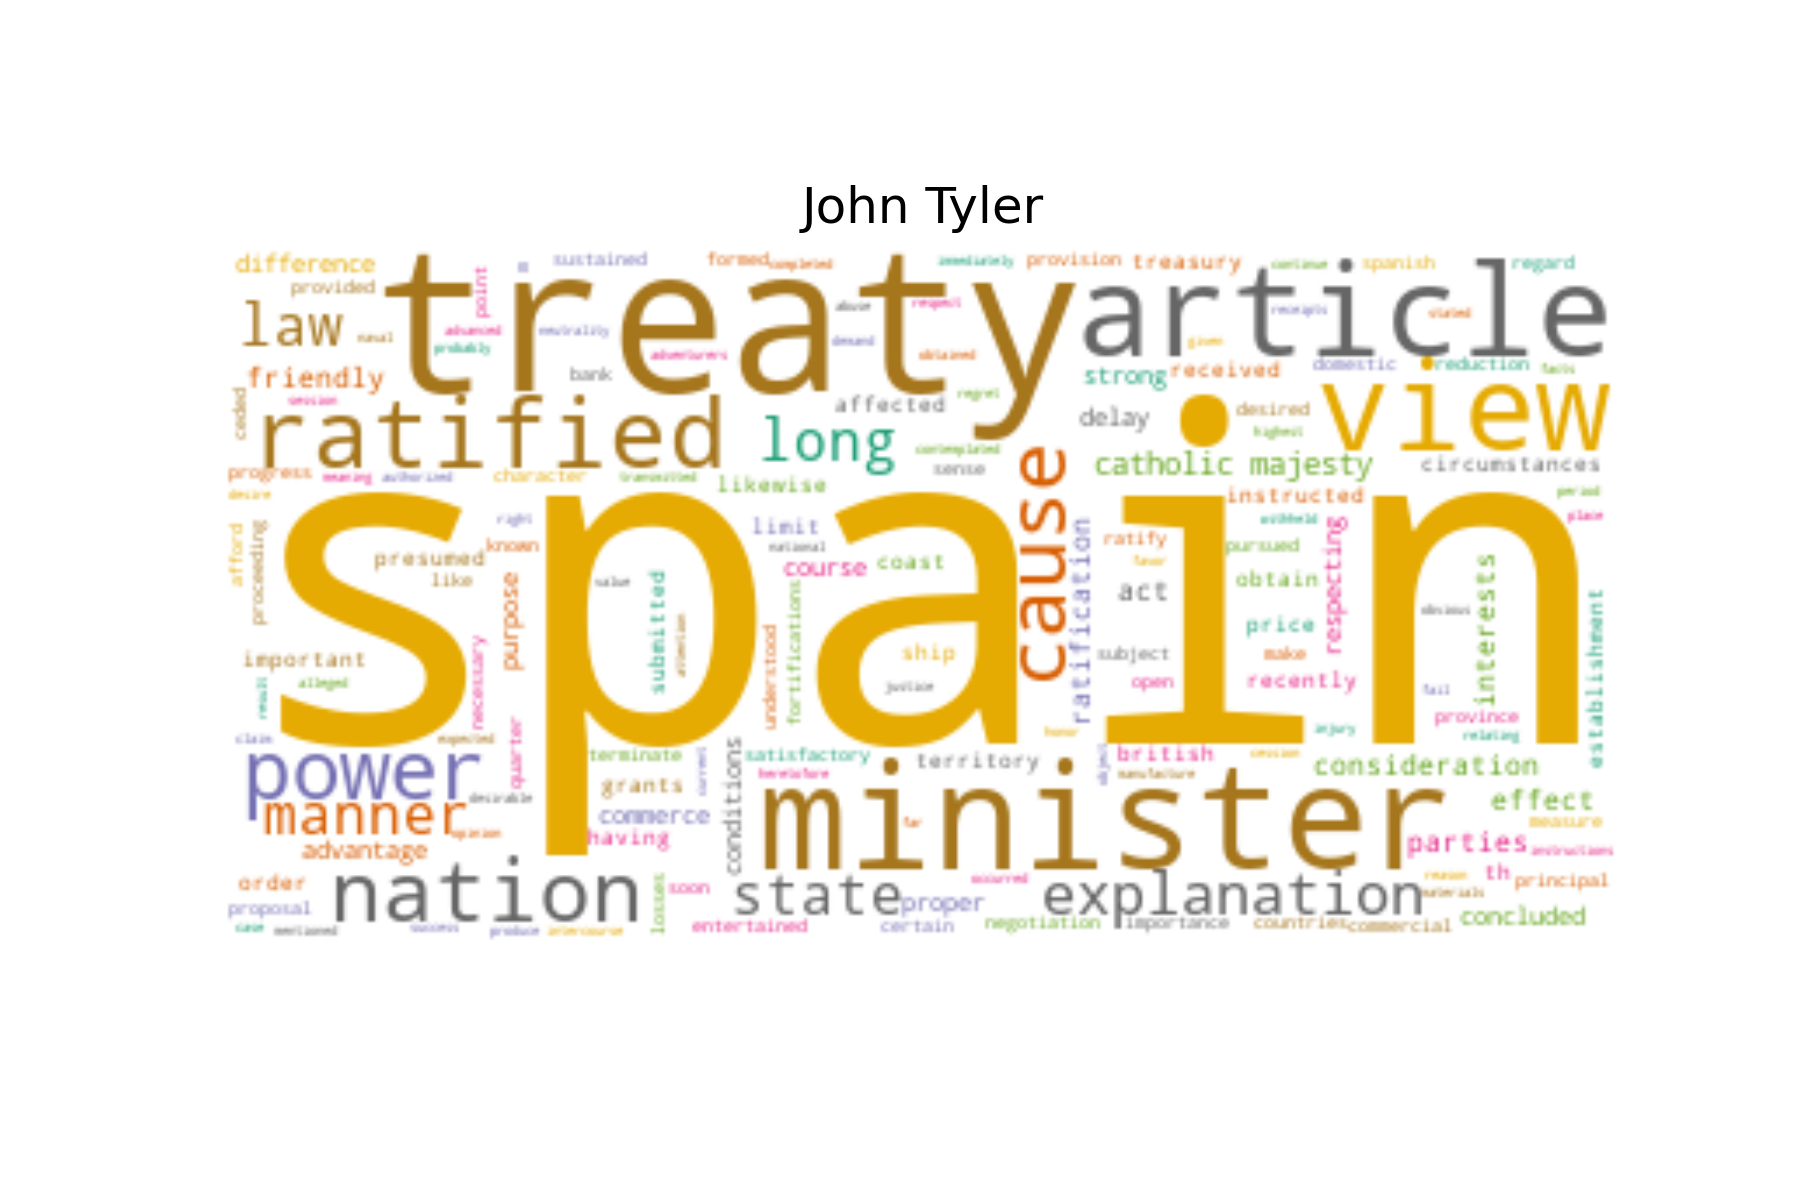 John Tyler
difference
sustained
formed
completed
immediately
provision
treasury
continue
spanish
regard
provided
point
treaty
article
abuse
respect
receipts
stated
law
naval
advanced
neutrality
probably
adventurers
demand
obtained
given
friendly
bank
strong
received
domestic
reduction
facts
session
ceded
ratified
affected
regret
long
delay
desired
highest
view
contemplated
sense
catholic majesty
circumstances
progress
meaning
authorized
character
transmitted
likewise
cause
instructed
period
desire
spain
right
limit
withheld
place
afford
proceeding
presumed
known
national
ratification
ratify
pursued
respecting
like
value
course
coast
favor
obtain
interests
purpose
submitted
attention
fortifications
act
obvious
establishment
price
important
necessary
understood
ship
subject
make
alleged
result
justice
open
recently
fail
province
claim
expected
quarter
honor
injury
relating
power
terminate
current
conditions
satisfactory
territory
object
british
cession
consideration
heretofore
manufacture
desirable
grants
minister
effect
manner
opinion
commerce
far
measure
advantage
having
parties
instructions
order
nation
losses
soon
state
occurred
explanation
reason
th
principal
materials
proposal
proper
concluded
case
mentioned
success
produce
intercourse
entertained
certain
negotiation
importance
countries
commercial